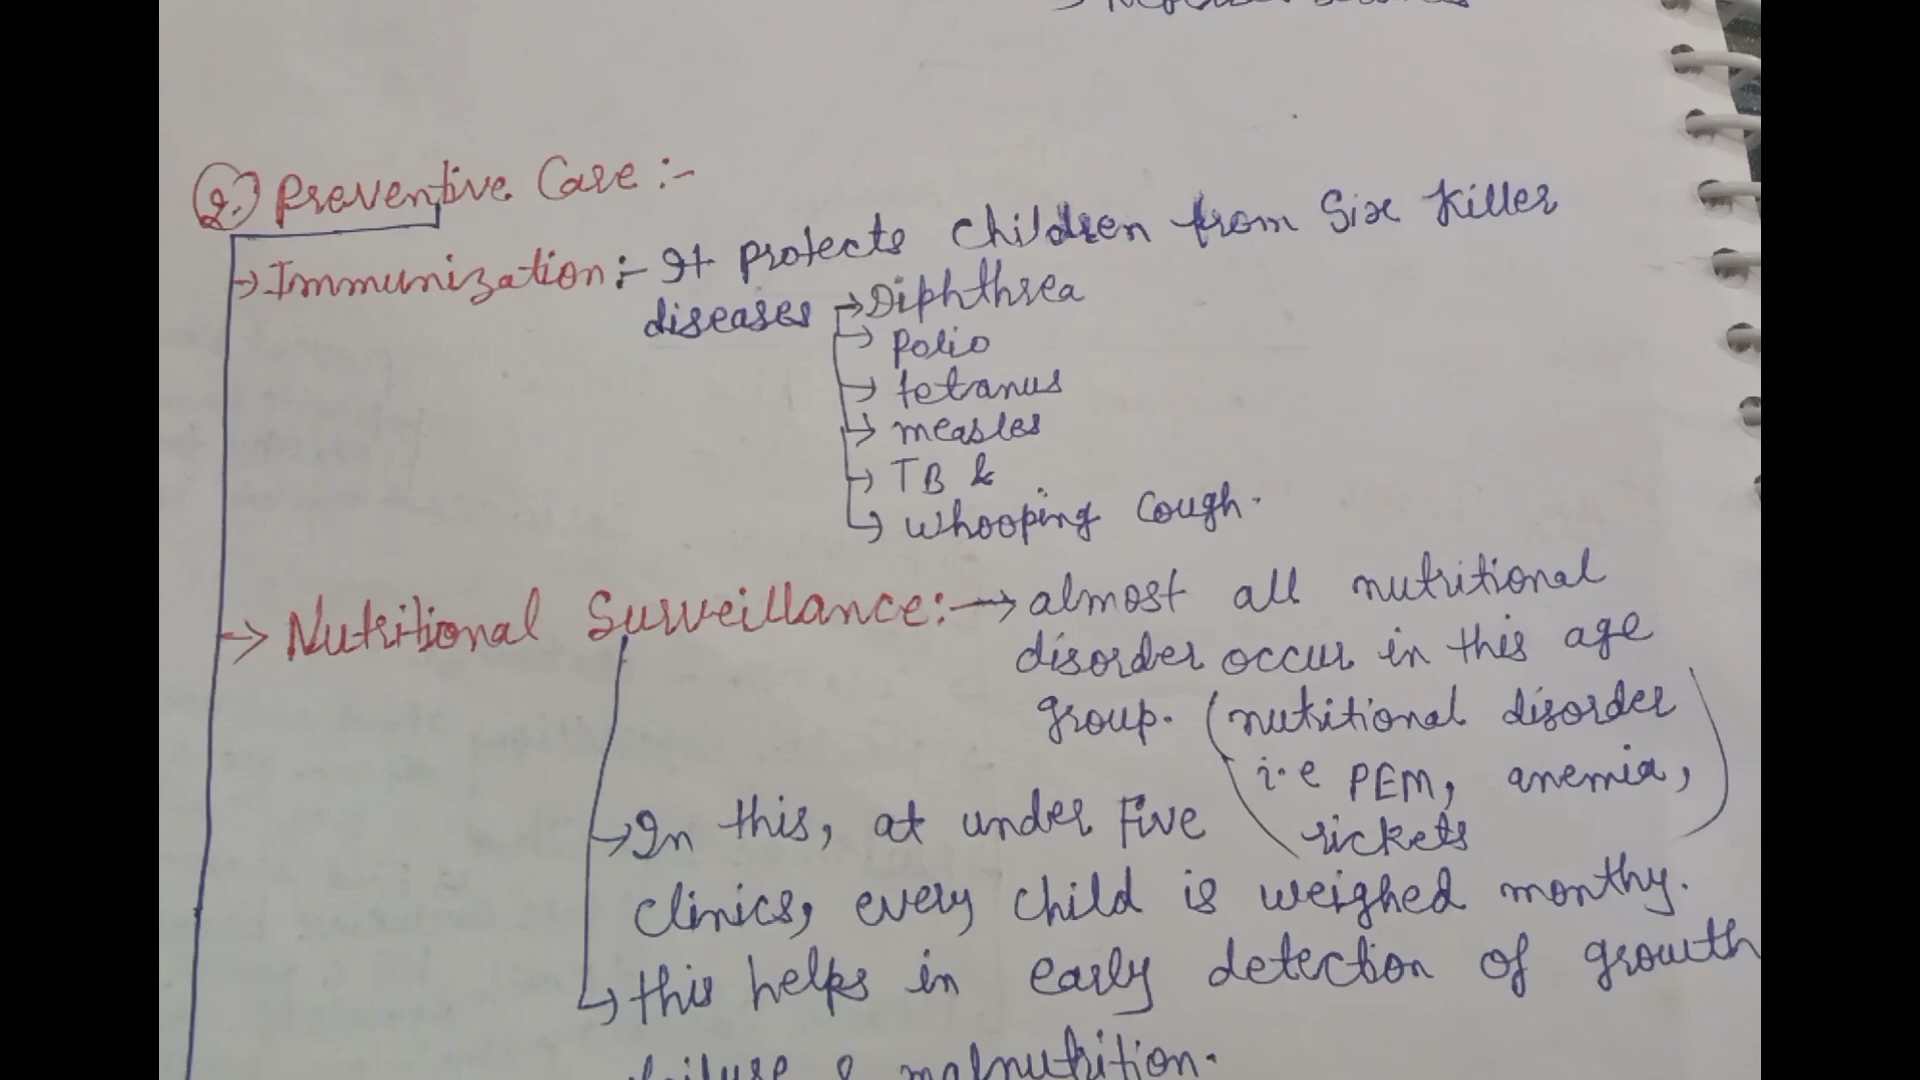 2.) Preventive Care :-
→ Immunization :- It protects children from Six Killer
diseases → Diphthrea
→ Polio
→ tetanus
→ measles
→ TB &
→ Whooping Cough.
→ Nutritional Surveillance :- → almost all nutritional
disorder occur in this age
group. (nutritional disorder
i.e PEM, anemia,
rickets)
→ In this, at under Five
clinics, every child is weighed monthy.
→ this helps in early detection of growth
failure & malnutrition.